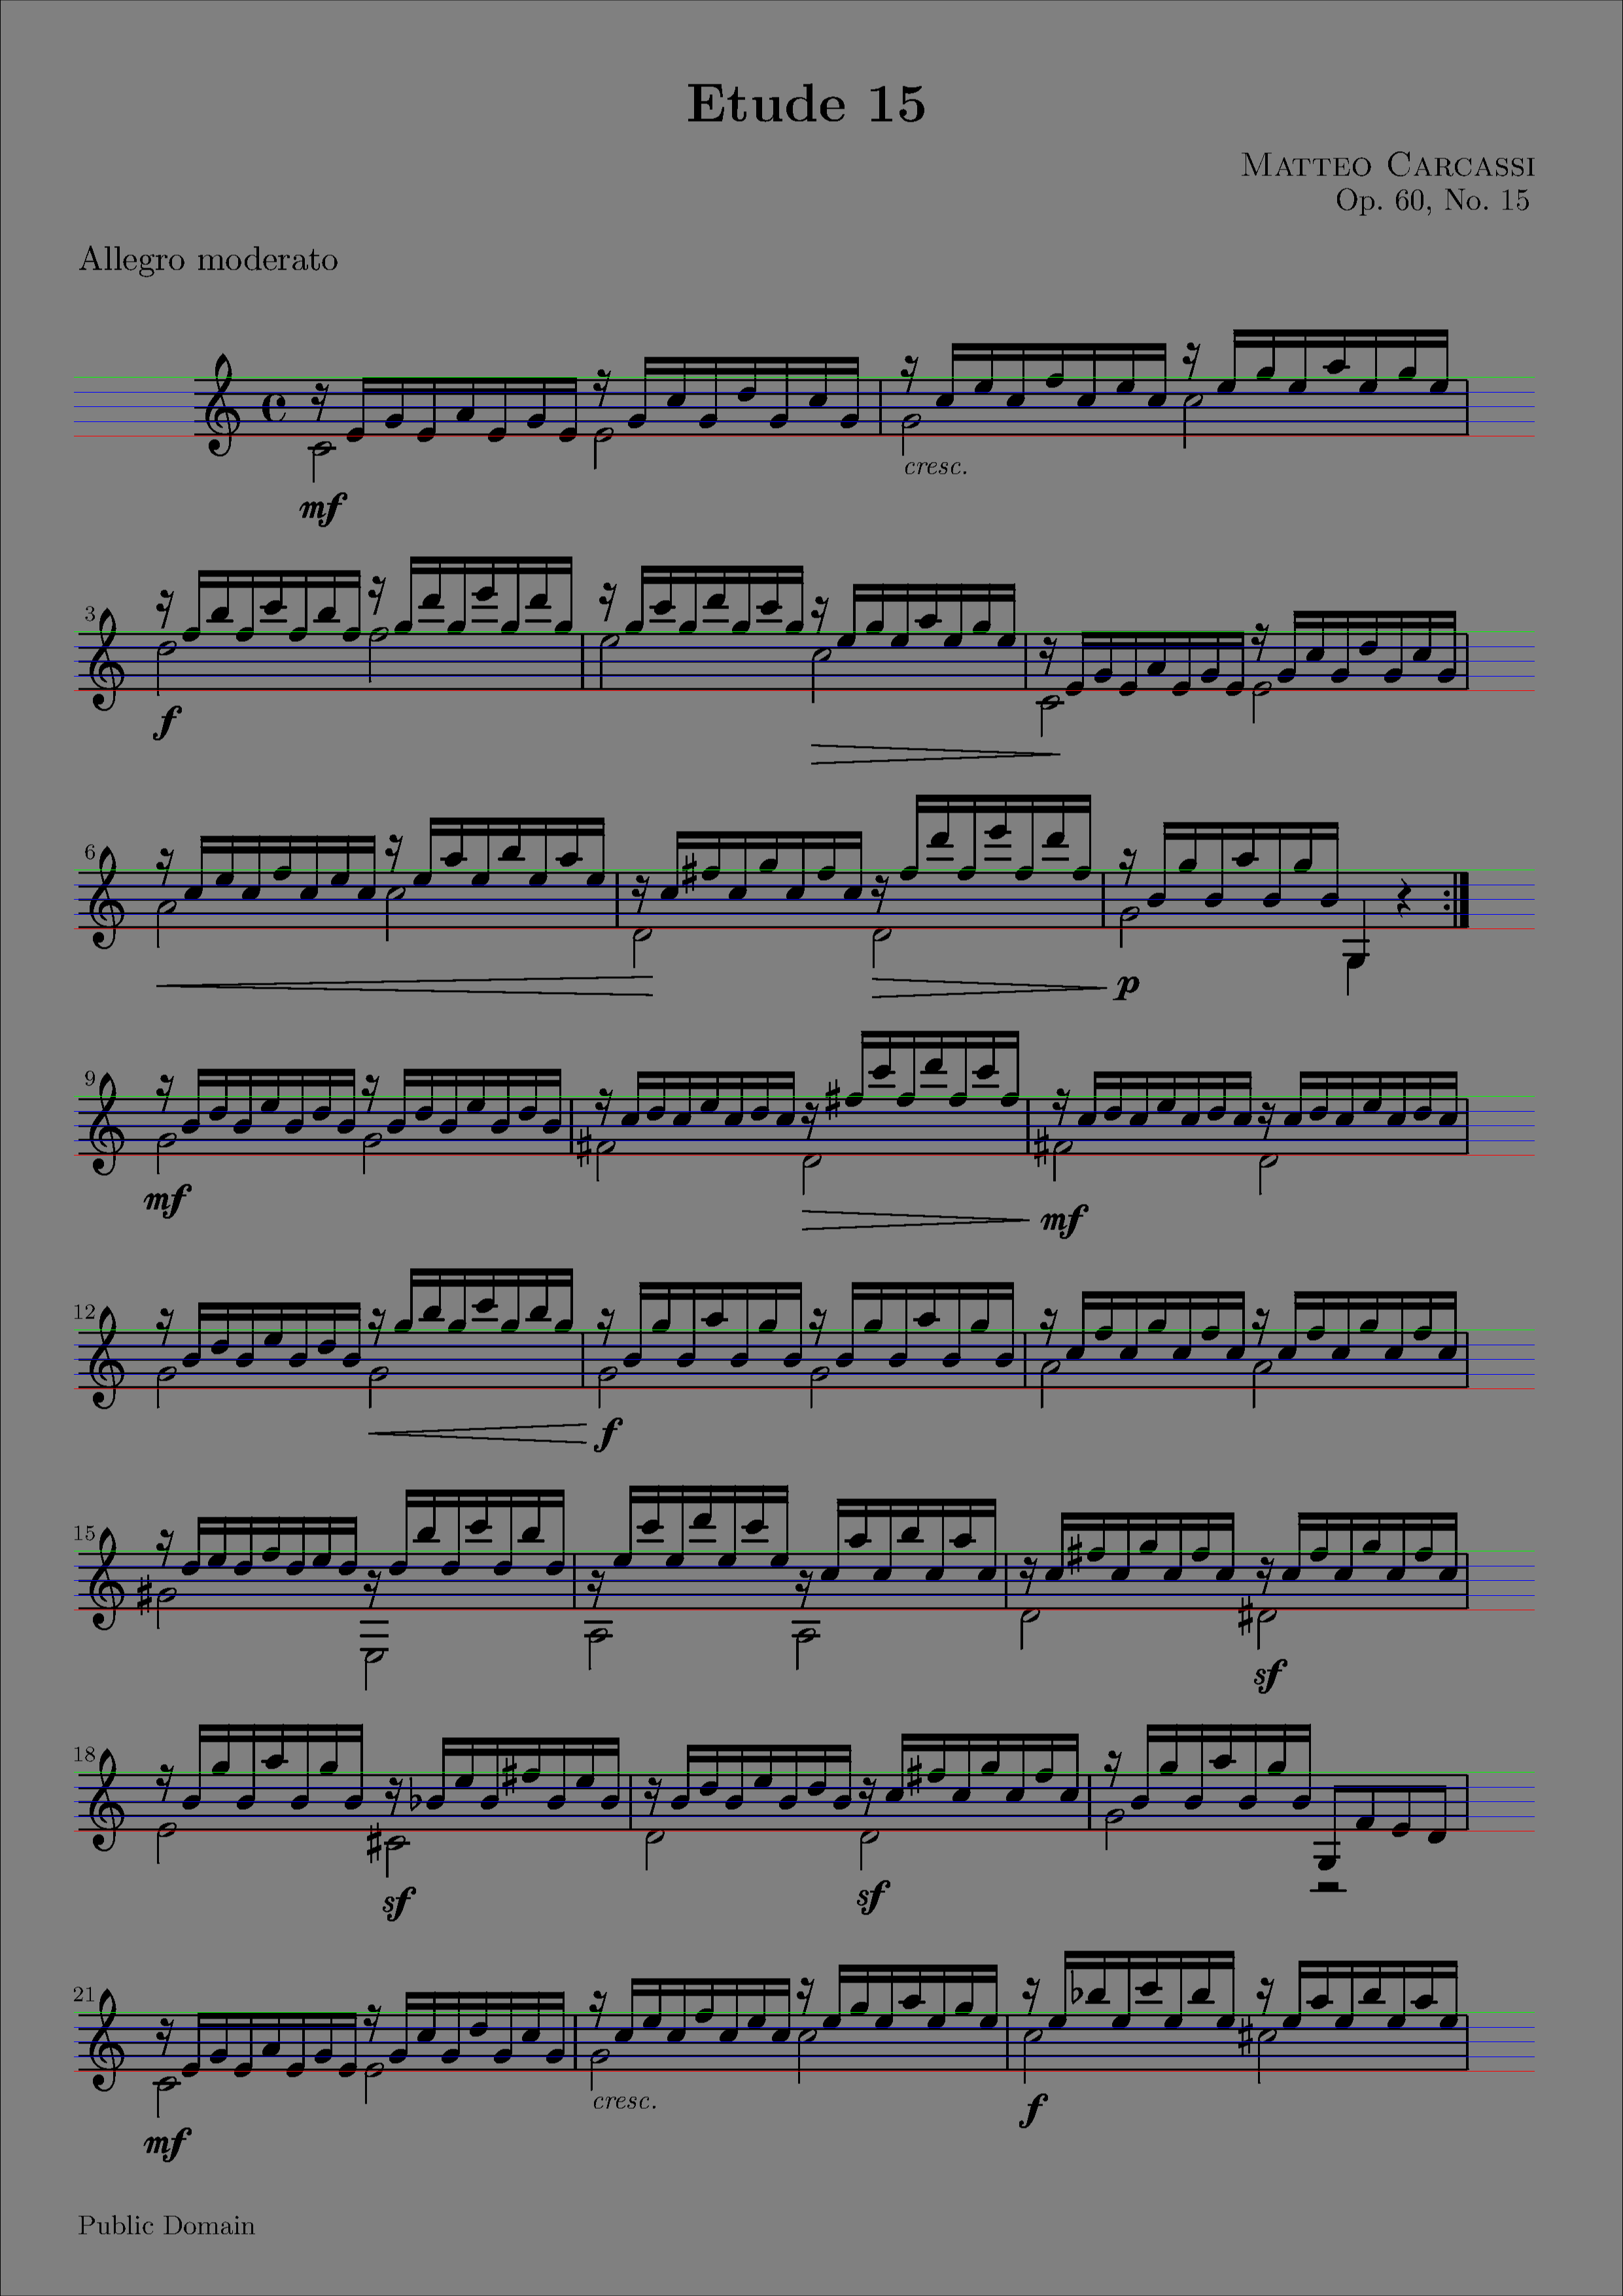 Etude 15
Matteo Carcassi
Op. 60, No. 15
Allegro moderato
mf
cresc.
3
f
6
p
9
mf
mf
12
f
15
sf
18
sf
sf
21
cresc.
f
mf
Public Domain